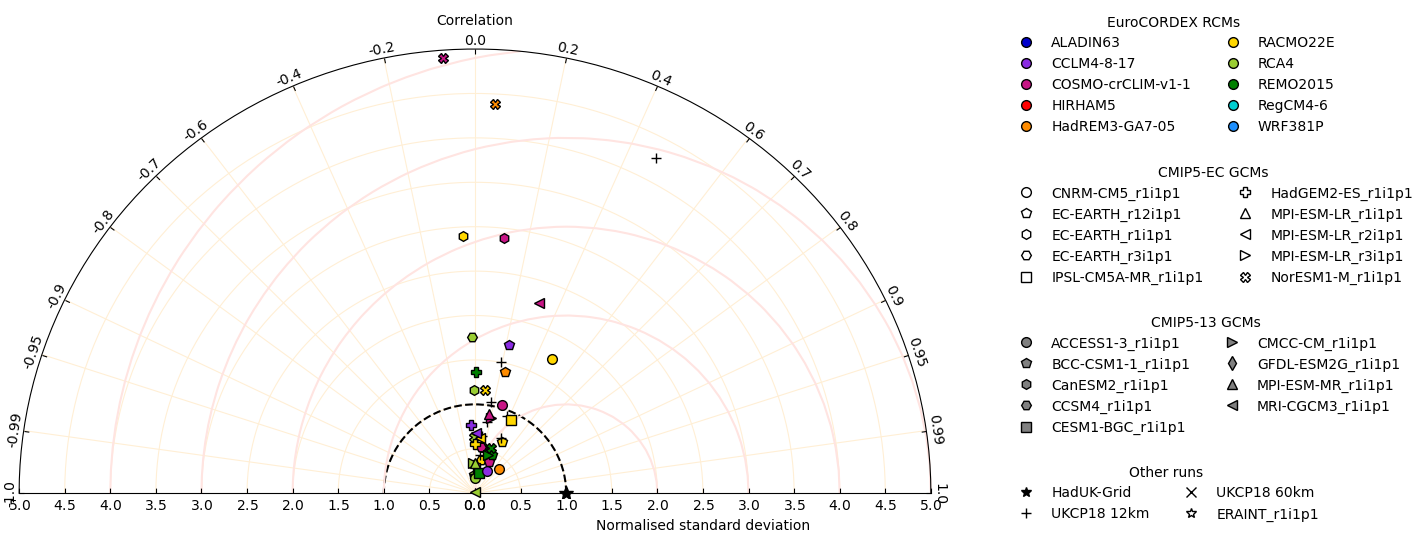 Correlation
-0.2
0.0
0.2
-0.4
0.4
-0.6
0.6
-0.7
0.7
-0.8
0.8
-0.9
0.9
-0.95
0.95
-0.99
0.99
-1.0
1.0
5.0 4.5 4.0 3.5 3.0 2.5 2.0 1.5 1.0 0.5 0.0 0.5 1.0 1.5 2.0 2.5 3.0 3.5 4.0 4.5 5.0
Normalised standard deviation
EuroCORDEX RCMs
ALADIN63 RACMO22E
CCLM4-8-17 RCA4
COSMO-crCLIM-v1-1 REMO2015
HIRHAM5 RegCM4-6
HadREM3-GA7-05 WRF381P
CMIP5-EC GCMs
CNRM-CM5_r1i1p1 HadGEM2-ES_r1i1p1
EC-EARTH_r12i1p1 MPI-ESM-LR_r1i1p1
EC-EARTH_r1i1p1 MPI-ESM-LR_r2i1p1
EC-EARTH_r3i1p1 MPI-ESM-LR_r3i1p1
IPSL-CM5A-MR_r1i1p1 NorESM1-M_r1i1p1
CMIP5-13 GCMs
ACCESS1-3_r1i1p1 CMCC-CM_r1i1p1
BCC-CSM1-1_r1i1p1 GFDL-ESM2G_r1i1p1
CanESM2_r1i1p1 MPI-ESM-MR_r1i1p1
CCSM4_r1i1p1 MRI-CGCM3_r1i1p1
CESM1-BGC_r1i1p1
Other runs
HadUK-Grid UKCP18 60km
UKCP18 12km ERAINT_r1i1p1